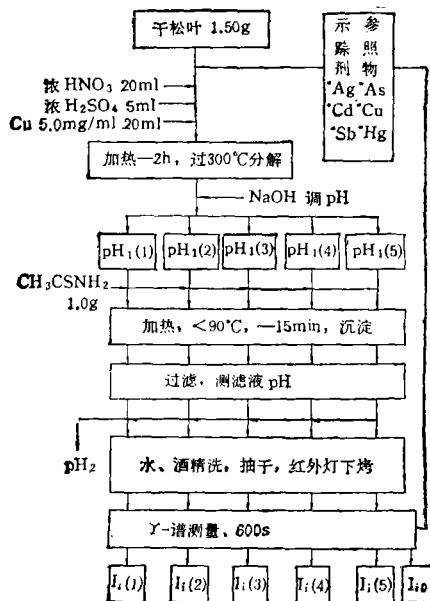 干松叶 1.50g
示 参
踪 照
剂 物
*Ag *As
*Cd *Cu
*Sb *Hg
浓 HNO₃ 20ml
浓 H₂SO₄ 5ml
Cu 5.0mg/ml 20ml
加热—2h，过300℃分解
NaOH 调 pH
pH₁(1) pH₁(2) pH₁(3) pH₁(4) pH₁(5)
CH₃CSNH₂
1.0g
加热，<90℃，—15min，沉淀
过滤，测滤液 pH
pH₂
水、酒精洗，抽干，红外灯下烤
γ-谱测量、600s
Iᵢ(1) Iᵢ(2) Iᵢ(3) Iᵢ(4) Iᵢ(5) Iᵢ₀